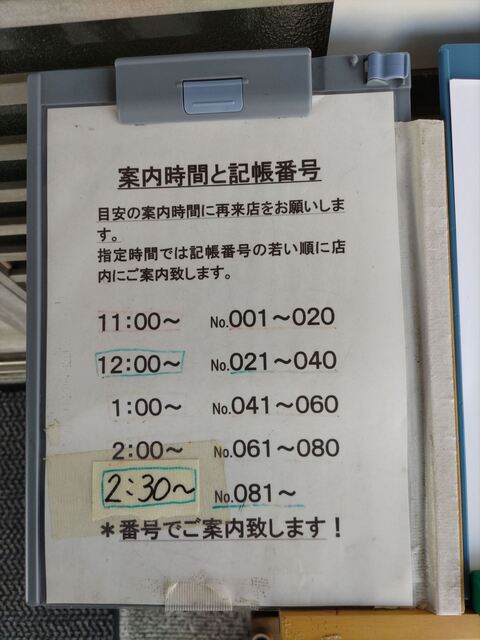 案内時間と記帳番号
目安の案内時間に再来店をお願いしま
す。
指定時間では記帳番号の若い順に店
内にご案内致します。
11:00～ No.001～020
12:00～ No.021～040
1:00～ No.041～060
2:00～ No.061～080
2:30～ No.081～
＊番号でご案内致します！